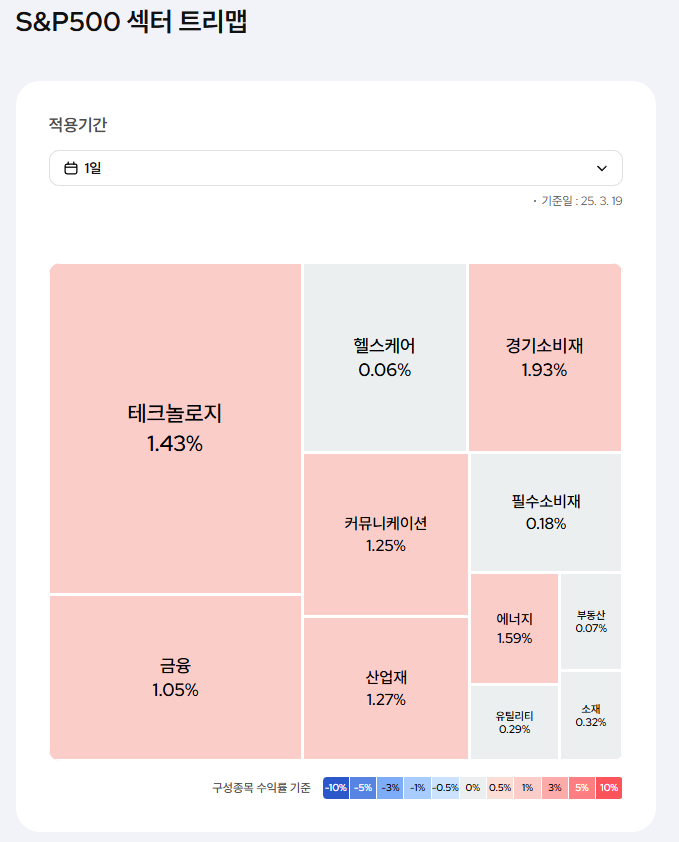 S&P500 섹터 트리맵
적용기간
1일
· 기준일 : 25. 3. 19
테크놀로지
1.43%
헬스케어
0.06%
경기소비재
1.93%
커뮤니케이션
1.25%
필수소비재
0.18%
에너지
1.59%
부동산
0.07%
금융
1.05%
산업재
1.27%
유틸리티
0.29%
소재
0.32%
구성종목 수익률 기준 -10% -5% -3% -1% -0.5% 0% 0.5% 1% 3% 5% 10%